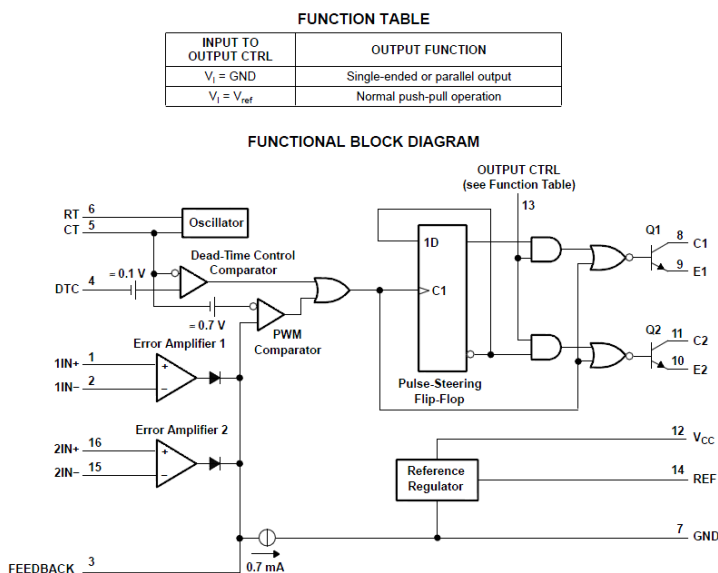 FUNCTION TABLE
INPUT TO
OUTPUT CTRL
OUTPUT FUNCTION
VI = GND
Single-ended or parallel output
VI = Vref
Normal push-pull operation
FUNCTIONAL BLOCK DIAGRAM
OUTPUT CTRL
(see Function Table)
13
RT 6
CT 5
Oscillator
Dead-Time Control
Comparator
≈ 0.1 V
DTC 4
≈ 0.7 V
PWM
Comparator
1D
C1
Pulse-Steering
Flip-Flop
Q1
8 C1
9 E1
Q2
11 C2
10 E2
Error Amplifier 1
1IN+ 1
+
1IN− 2
−
Error Amplifier 2
2IN+ 16
+
2IN− 15
−
12 VCC
Reference
Regulator
14 REF
7 GND
0.7 mA
FEEDBACK 3